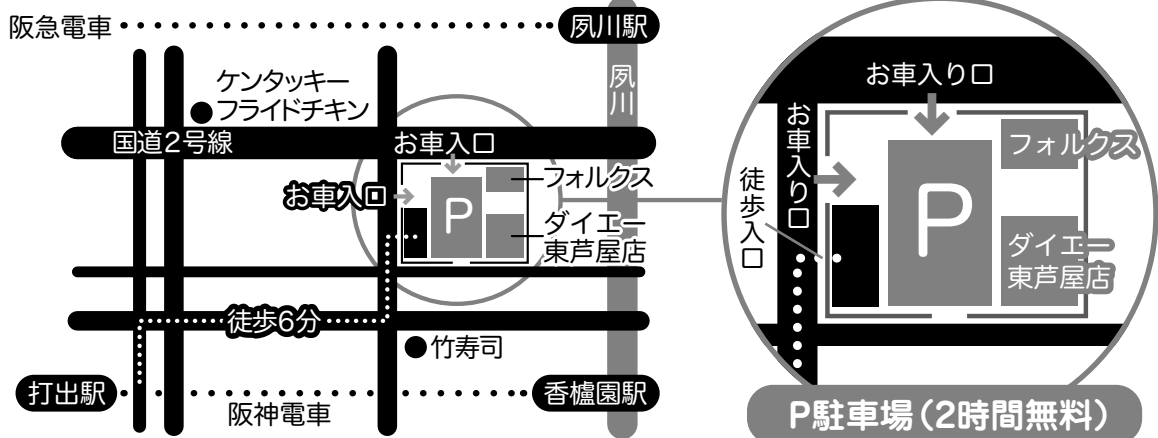 阪急電車
夙川駅
夙川
ケンタッキー
フライドチキン
国道2号線
お車入口
お車入口
P
フォルクス
ダイエー
東芦屋店
徒歩6分
竹寿司
打出駅
阪神電車
香櫨園駅
お車入り口
お車入り口
徒歩入口
P
フォルクス
ダイエー
東芦屋店
P駐車場(2時間無料)